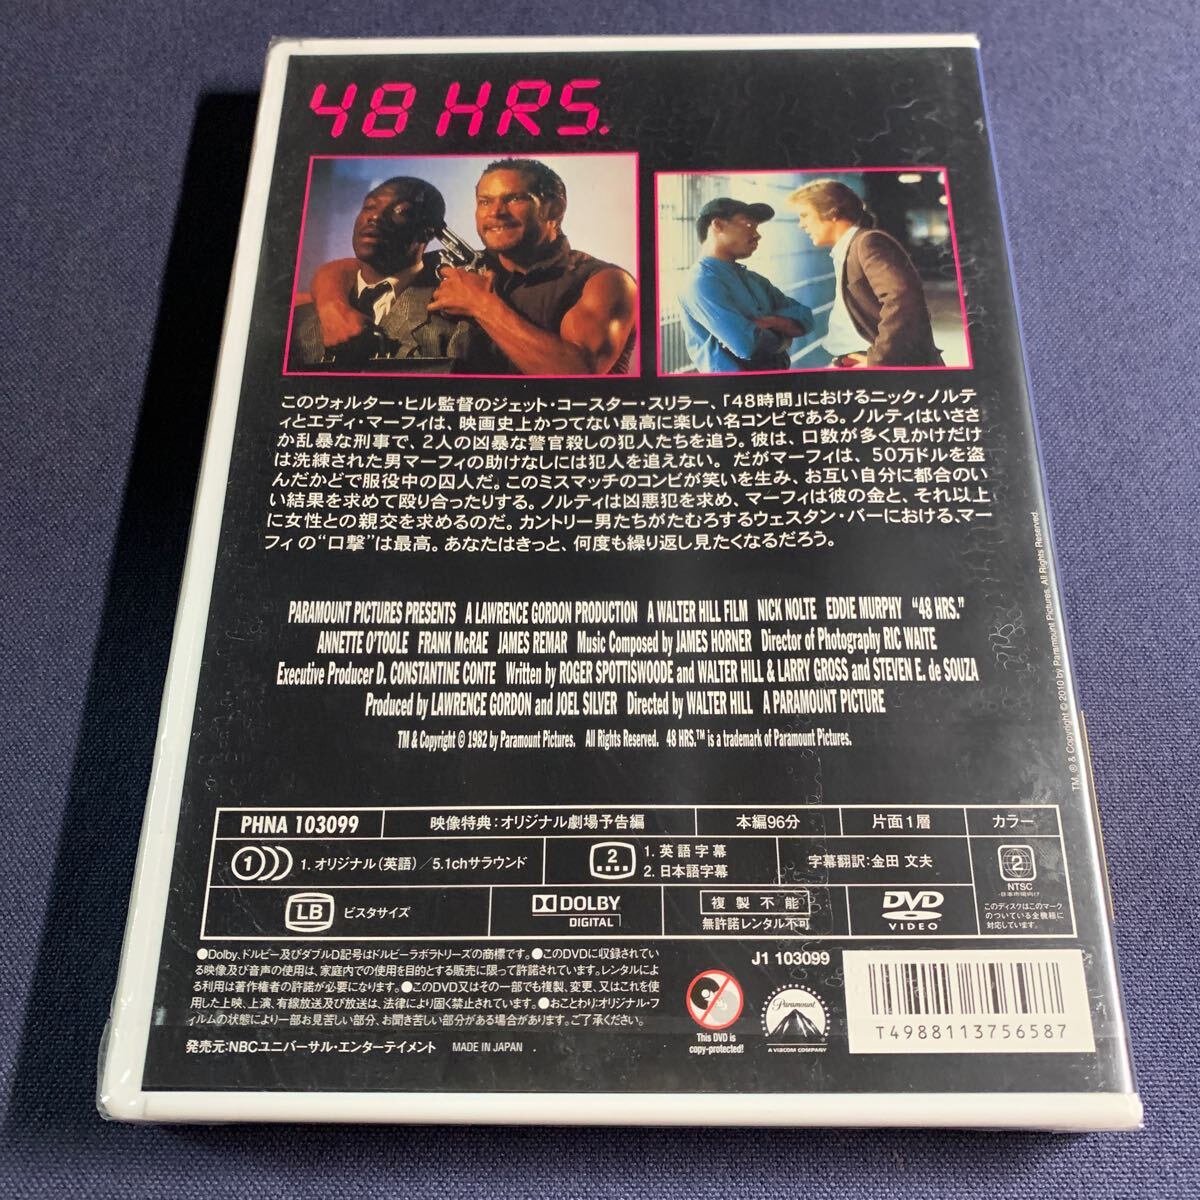 48 HRS.
このウォルター・ヒル監督のジェット・コースター・スリラー、「48時間」におけるニック・ノルテ
ィとエディ・マーフィは、映画史上かつてない最高に楽しい名コンビである。ノルティはいささ
か乱暴な刑事で、2人の凶暴な警官殺しの犯人たちを追う。彼は、口数が多く見かけだけ
は洗練された男マーフィの助けなしには犯人を追えない。だがマーフィは、50万ドルを盗
んだかどで服役中の囚人だ。このミスマッチのコンビが笑いを生み、お互い自分に都合のい
い結果を求めて殴り合ったりする。ノルティは凶悪犯を求め、マーフィは彼の金と、それ以上
に女性との親交を求めるのだ。カントリー男たちがたむろするウェスタン・バーにおける、マー
フィの“口撃”は最高。あなたはきっと、何度も繰り返し見たくなるだろう。
PARAMOUNT PICTURES PRESENTS A LAWRENCE GORDON PRODUCTION A WALTER HILL FILM NICK NOLTE EDDIE MURPHY “48 HRS.”
ANNETTE O'TOOLE FRANK McRAE JAMES REMAR Music Composed by JAMES HORNER Director of Photography RIC WAITE
Executive Producer D. CONSTANTINE CONTE Written by ROGER SPOTTISWOODE and WALTER HILL & LARRY GROSS and STEVEN E. de SOUZA
Produced by LAWRENCE GORDON and JOEL SILVER Directed by WALTER HILL A PARAMOUNT PICTURE
TM & Copyright © 1982 by Paramount Pictures. All Rights Reserved. 48 HRS.™ is a trademark of Paramount Pictures.
TM, ® & Copyright © 2010 by Paramount Pictures. All Rights Reserved.
PHNA 103099 映像特典:オリジナル劇場予告編 本編96分 片面1層 カラー
1 1. オリジナル(英語)／5.1chサラウンド
2 1. 英語字幕
2. 日本語字幕
字幕翻訳:金田 文夫
2
NTSC
日本市場向け
このディスクはこのマーク
のついている全機種に
対応しています。
LB ビスタサイズ
DOLBY
DIGITAL
複製不能
無許諾レンタル不可
DVD
VIDEO
●Dolby、ドルビー及びダブルD記号はドルビーラボラトリーズの商標です。●このDVDに収録されてい
る映像及び音声の使用は、家庭内での使用を目的とする販売に限って許諾されています。レンタルによ
る利用は著作権者の許諾が必要になります。●このDVD又はその一部でも複製、変更、又はこれを使
用した上映、上演、有線放送及び放送は、法律により固く禁止されています。●おことわり:オリジナル・フ
ィルムの状態により一部お見苦しい部分、お聞き苦しい部分がある場合があります。ご了承ください。
発売元:NBCユニバーサル・エンターテイメント MADE IN JAPAN
This DVD is
copy-protected!
Paramount
A VIACOM COMPANY
J1 103099
T4988113756587